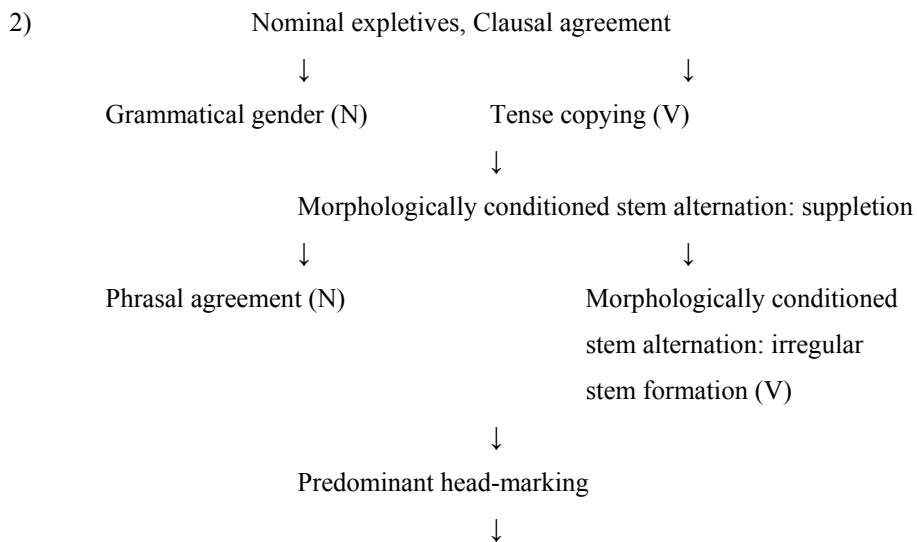 2) Nominal expletives, Clausal agreement
↓ ↓
Grammatical gender (N) Tense copying (V)
↓
Morphologically conditioned stem alternation: suppletion
↓ ↓
Phrasal agreement (N) Morphologically conditioned
stem alternation: irregular
stem formation (V)
↓
Predominant head-marking
↓